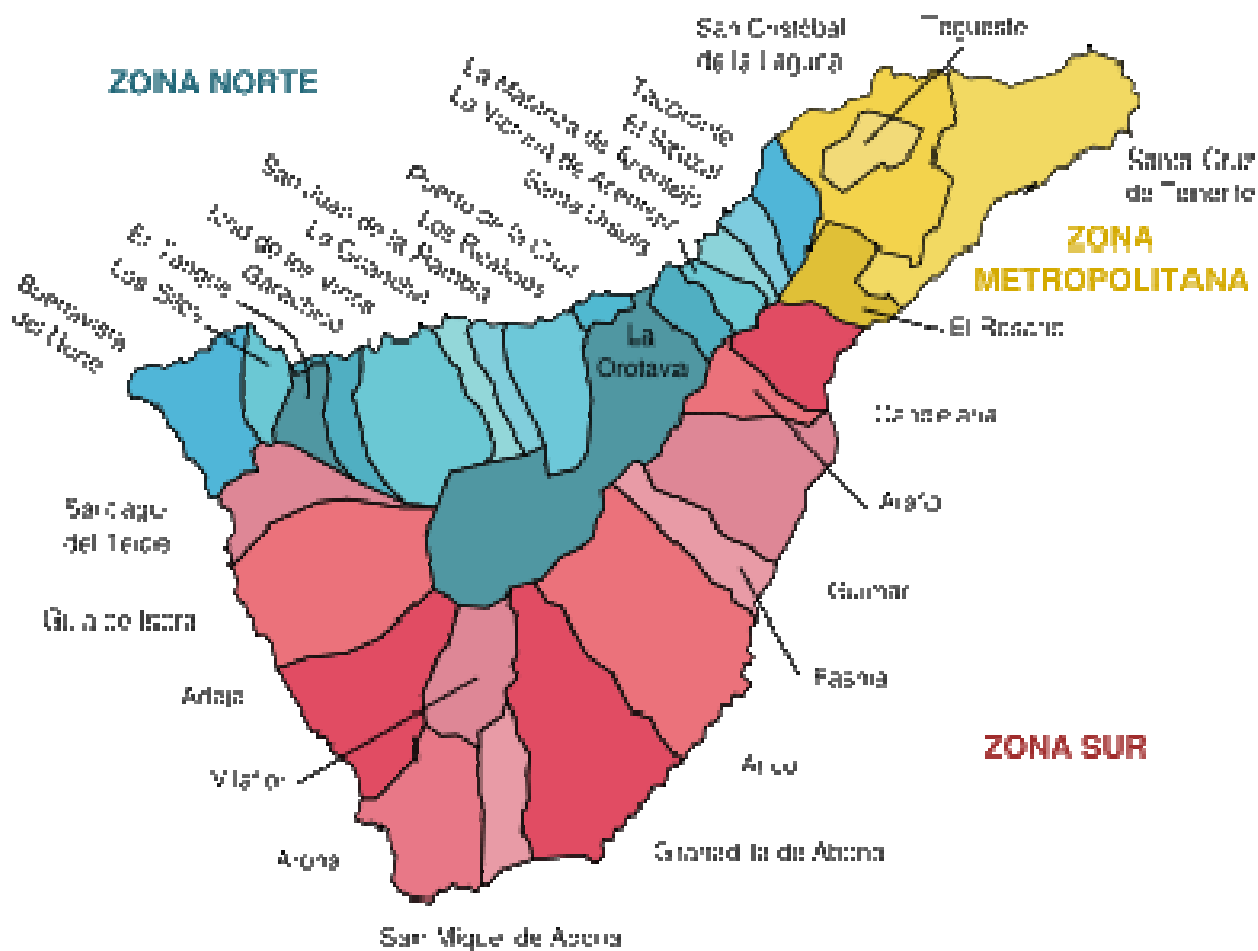 San Cristóbal
de la Laguna
Tegueste
ZONA NORTE
Tacoronte
El Sauzal
La Matanza de Acentejo
La Victoria de Acentejo
Santa Úrsula
Puerto de la Cruz
Los Realejos
San Juan de la Rambla
La Guancha
Icod de los Vinos
Garachico
El Tanque
Los Silos
Buenavista
del Norte
Santa Cruz
de Tenerife
ZONA
METROPOLITANA
El Rosario
La
Orotava
Candelaria
Arafo
Santiago
del Teide
Güímar
Guía de Isora
Fasnia
Adeje
ZONA SUR
Arico
Vilaflor
Arona
Granadilla de Abona
San Miguel de Abona